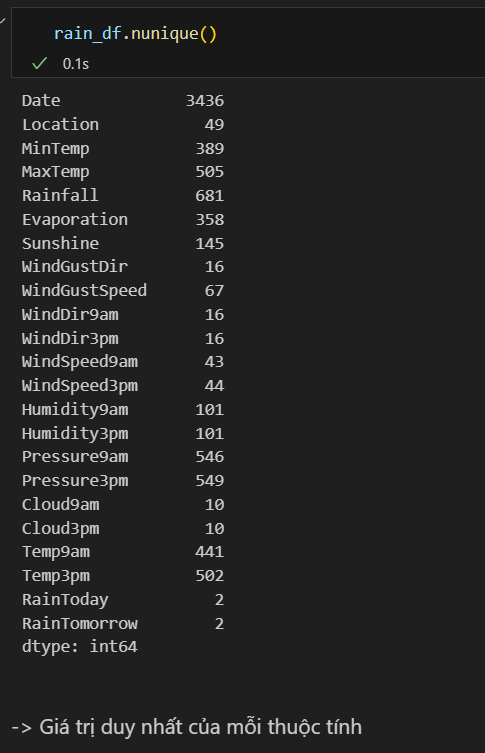 rain_df.nunique()
0.1s
Date 3436
Location 49
MinTemp 389
MaxTemp 505
Rainfall 681
Evaporation 358
Sunshine 145
WindGustDir 16
WindGustSpeed 67
WindDir9am 16
WindDir3pm 16
WindSpeed9am 43
WindSpeed3pm 44
Humidity9am 101
Humidity3pm 101
Pressure9am 546
Pressure3pm 549
Cloud9am 10
Cloud3pm 10
Temp9am 441
Temp3pm 502
RainToday 2
RainTomorrow 2
dtype: int64
-> Giá trị duy nhất của mỗi thuộc tính